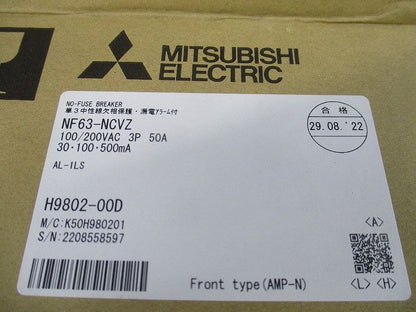 MITSUBISHI
ELECTRIC
NO-FUSE BREAKER
単3中性線欠相保護・漏電アラーム付
NF63-NCVZ
100/200VAC 3P 50A
30・100・500mA
AL-1LS
合格
29.08.'22
H9802-00D
M/C:K50H980201
S/N:2208558597
<A>
<L> <H>
Front type(AMP-N)